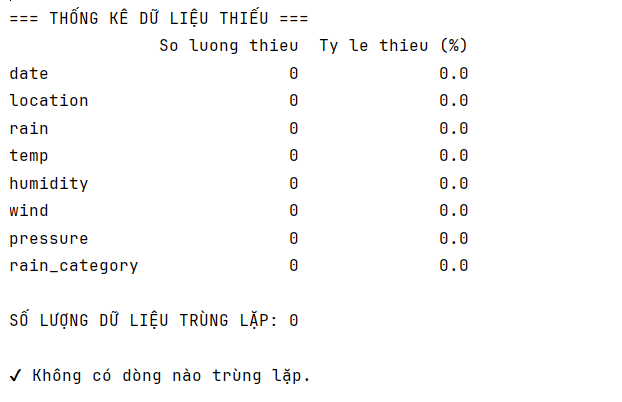 === THỐNG KÊ DỮ LIỆU THIẾU ===
So luong thieu  Ty le thieu (%)
date 0 0.0
location 0 0.0
rain 0 0.0
temp 0 0.0
humidity 0 0.0
wind 0 0.0
pressure 0 0.0
rain_category 0 0.0
SỐ LƯỢNG DỮ LIỆU TRÙNG LẶP: 0
✓ Không có dòng nào trùng lặp.